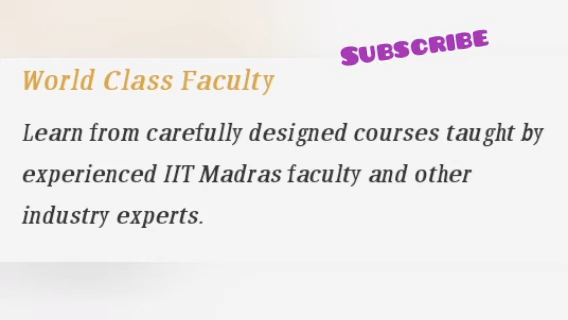 SUBSCRIBE
World Class Faculty
Learn from carefully designed courses taught by
experienced IIT Madras faculty and other
industry experts.